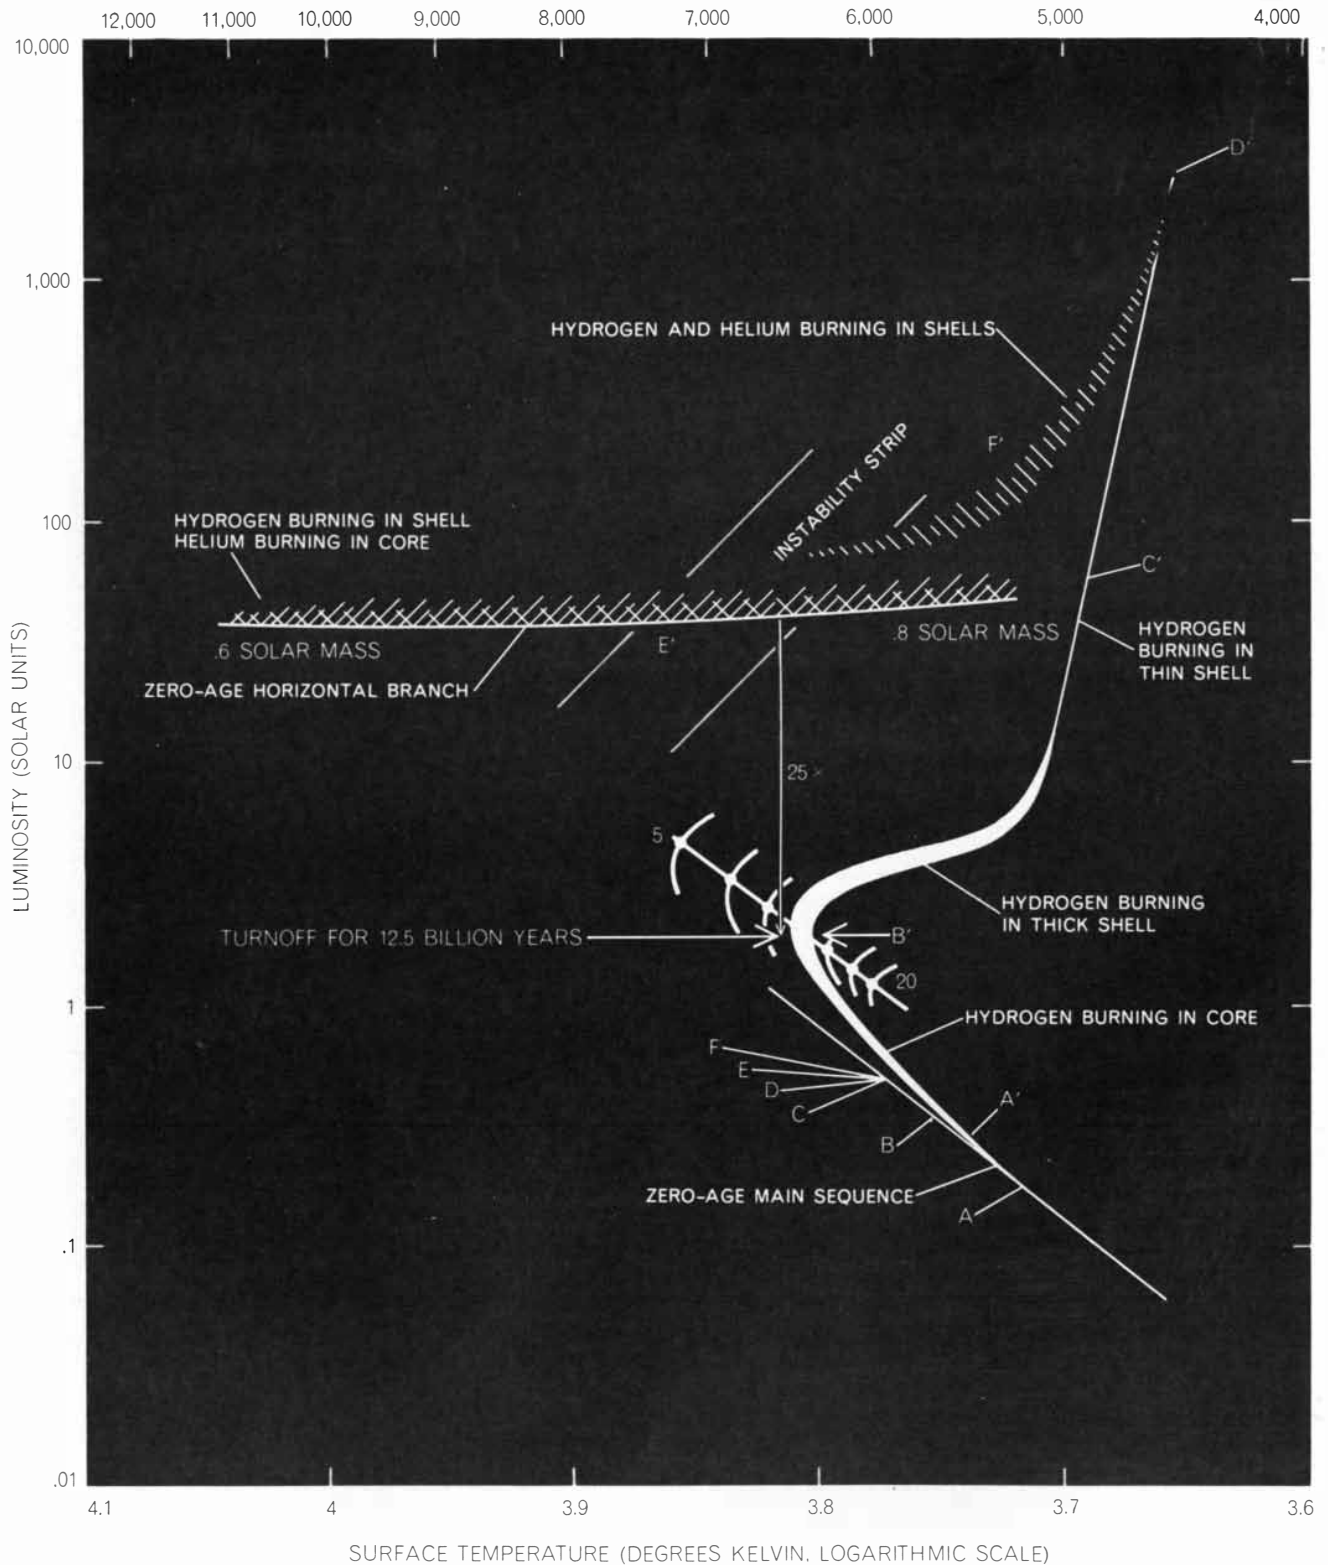 12,000 11,000 10,000 9,000 8,000 7,000 6,000 5,000 4,000
10,000
D′
1,000
HYDROGEN AND HELIUM BURNING IN SHELLS
INSTABILITY STRIP
F′
100
HYDROGEN BURNING IN SHELL
HELIUM BURNING IN CORE
C′
.6 SOLAR MASS
E′
.8 SOLAR MASS
HYDROGEN
BURNING IN
THIN SHELL
ZERO-AGE HORIZONTAL BRANCH
LUMINOSITY (SOLAR UNITS)
10
25 ×
5
HYDROGEN BURNING
IN THICK SHELL
TURNOFF FOR 12.5 BILLION YEARS
B′
20
1
HYDROGEN BURNING IN CORE
F
E
D
C
A′
B
ZERO-AGE MAIN SEQUENCE
A
.1
.01
4.1 4 3.9 3.8 3.7 3.6
SURFACE TEMPERATURE (DEGREES KELVIN, LOGARITHMIC SCALE)